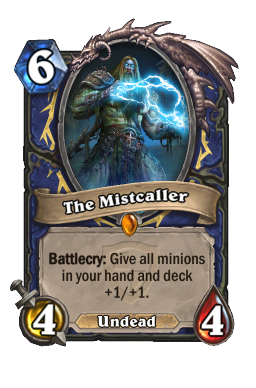 6
The Mistcaller
Battlecry: Give all minions
in your hand and deck
+1/+1.
4
Undead
4